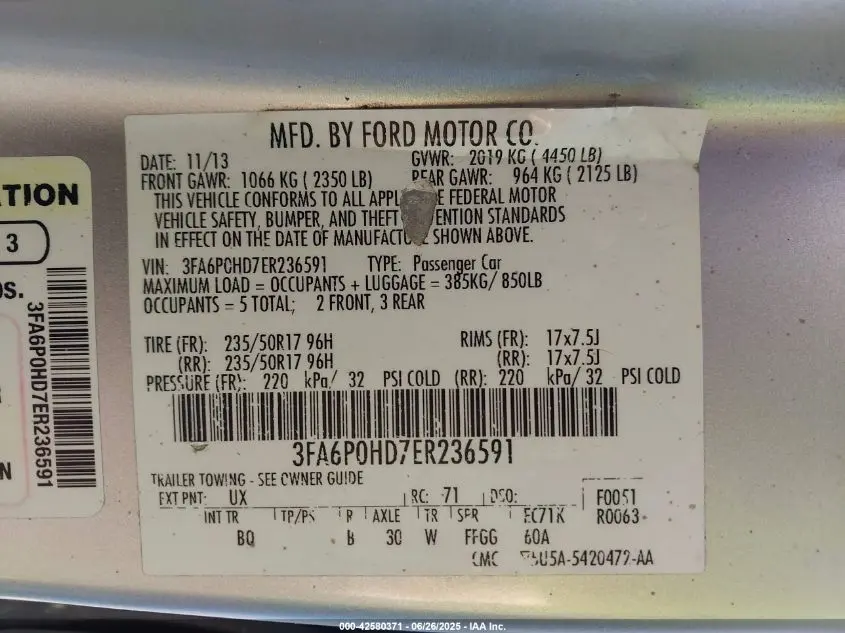 ATION
3
os.
3FA6P0HD7ER236591
N
MFD. BY FORD MOTOR CO.
DATE: 11/13 GVWR: 2019 KG ( 4450 LB)
FRONT GAWR: 1066 KG ( 2350 LB) REAR GAWR: 964 KG ( 2125 LB)
THIS VEHICLE CONFORMS TO ALL FEDERAL MOTOR
VEHICLE SAFETY, BUMPER, AND THEFT STANDARDS
IN EFFECT ON THE DATE OF SHOWN ABOVE.
VIN: 3FA6P0HD7ER236591 TYPE: Passenger Car
MAXIMUM LOAD = OCCUPANTS + LUGGAGE = 385KG/ 850LB
OCCUPANTS = 5 TOTAL; 2 FRONT, 3 REAR
TIRE (FR): 235/50R17 96H RIMS (FR): 17x7.5J
(RR): 235/50R17 96H (RR): 17x7.5J
PRESSURE (FR): 220 kPa/ 32 PSI COLD (RR): 220 kPa/ 32 PSI COLD
3FA6P0HD7ER236591
TRAILER TOWING - SEE OWNER GUIDE
EXT PNT: UX RC: 71 DSO: F0051
INT TR TP/PS R AXLE TR SPR R0063
BQ B 30 W FFGG 60A
CMC
000-42580371 - 06/26/2025 - IAA Inc.